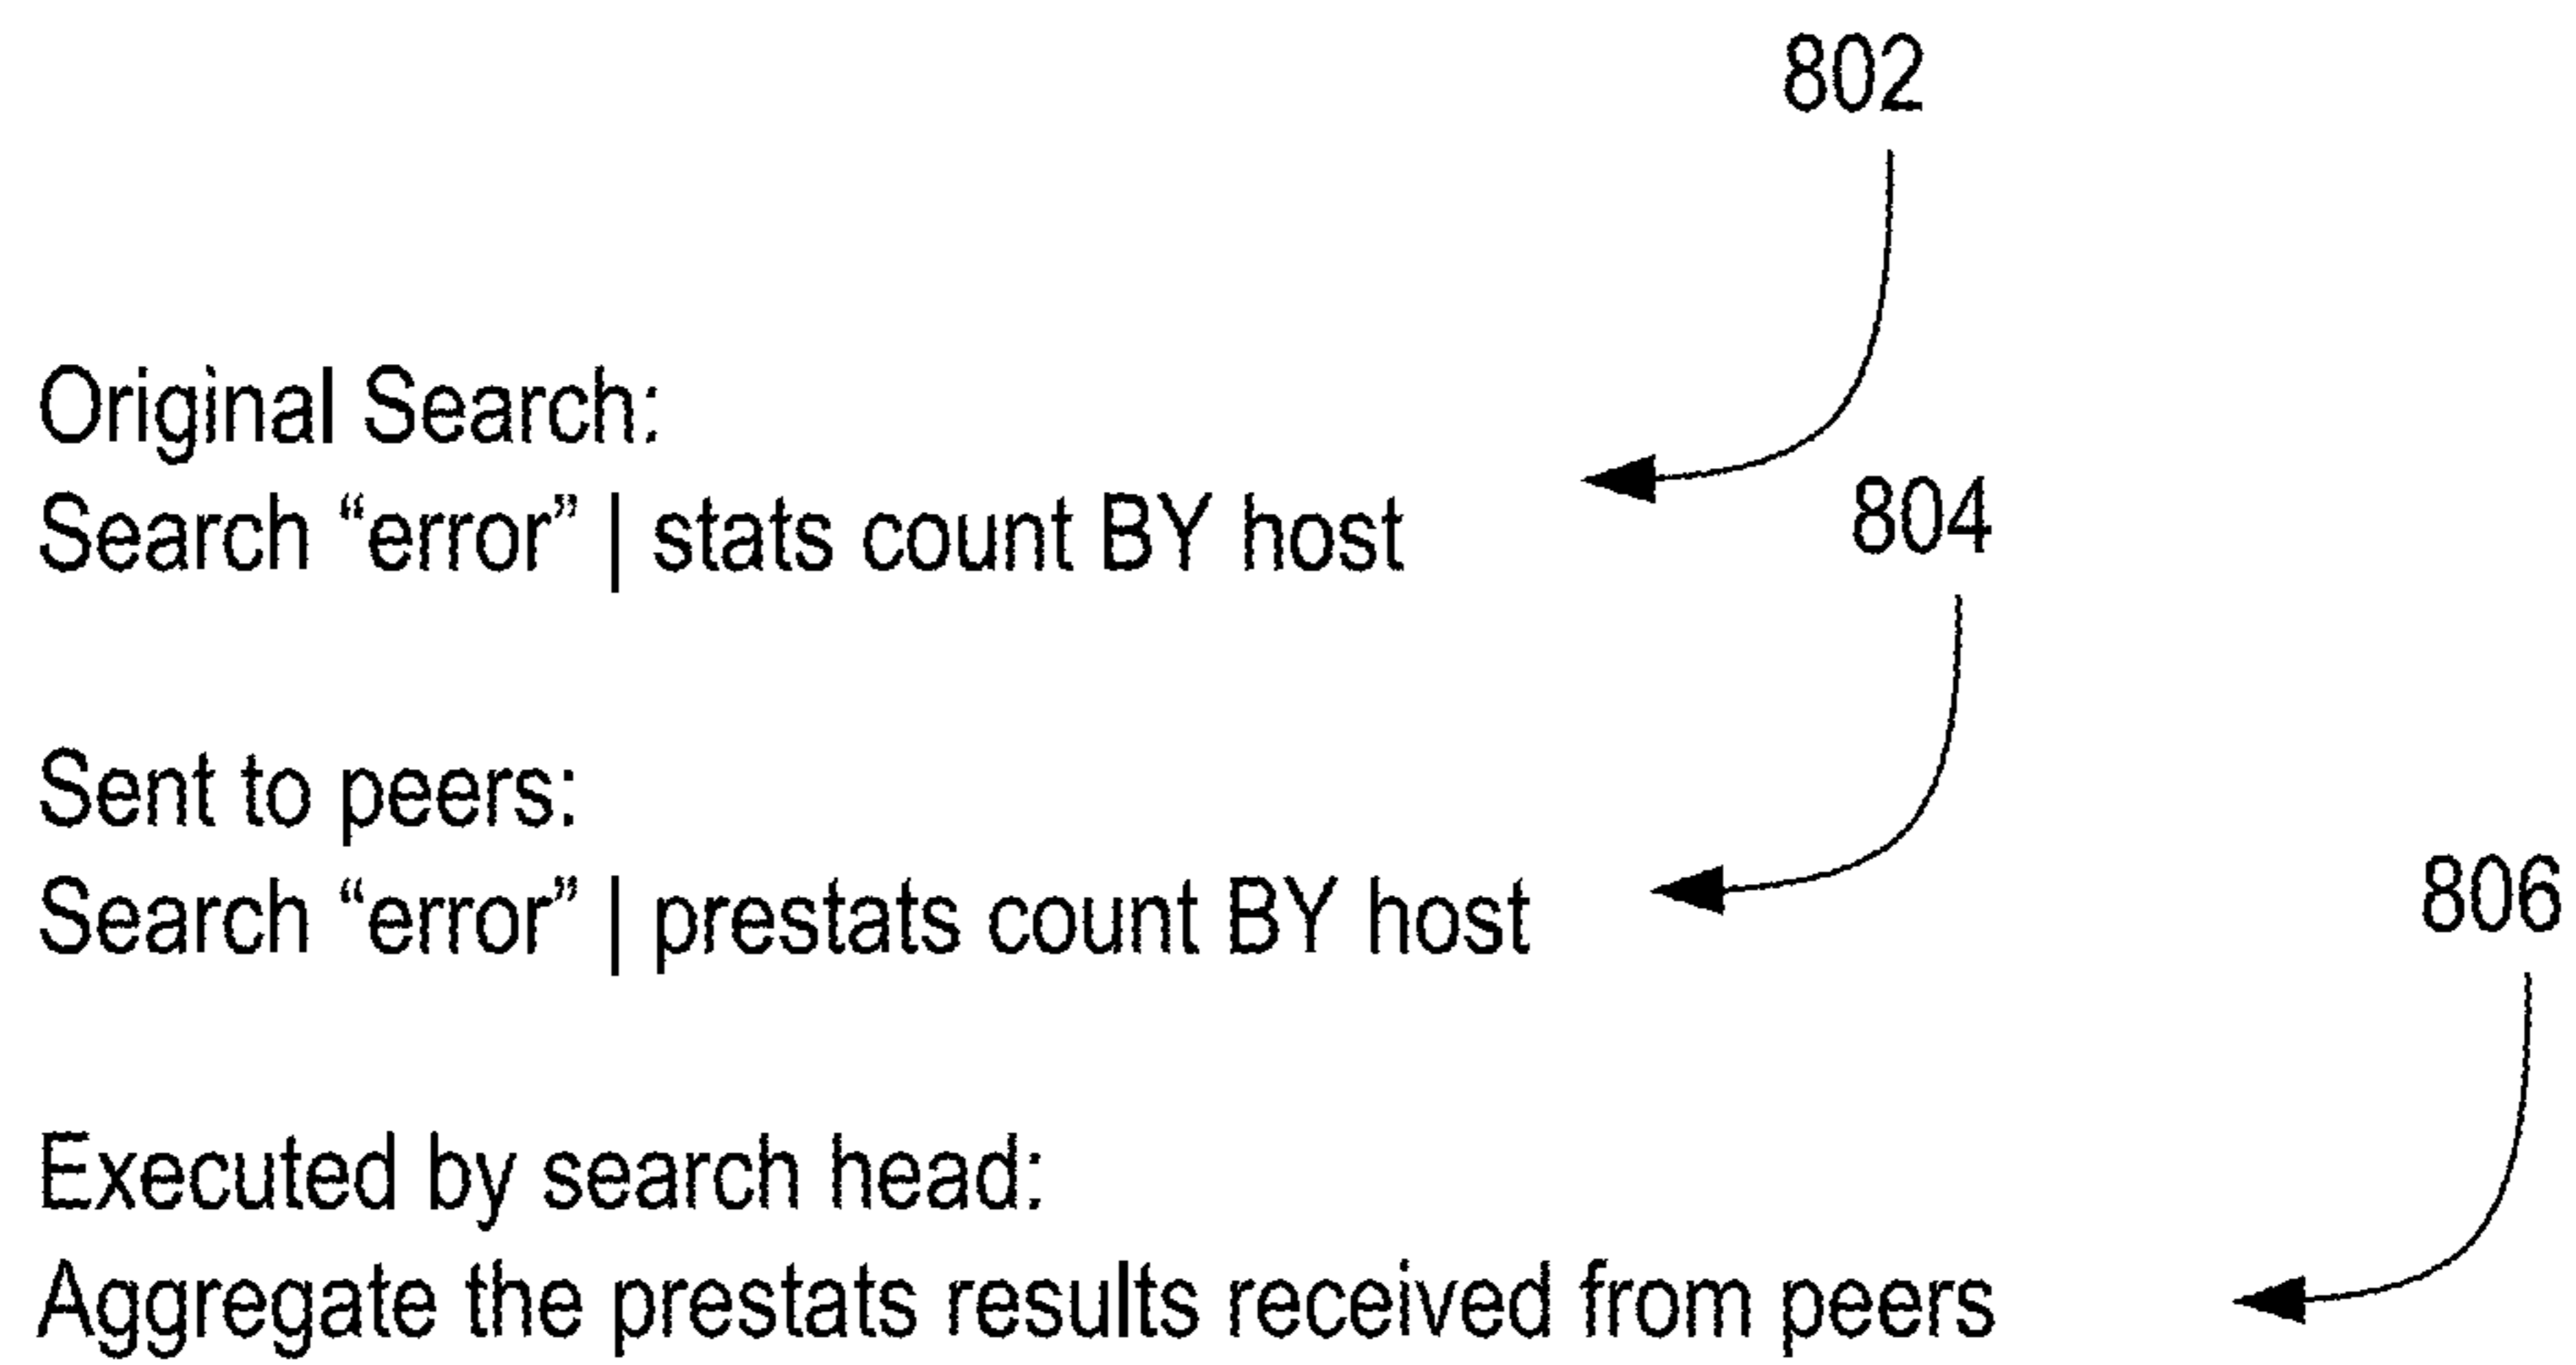 802
Original Search:
Search “error” | stats count BY host
804
Sent to peers:
Search “error” | prestats count BY host
806
Executed by search head:
Aggregate the prestats results received from peers